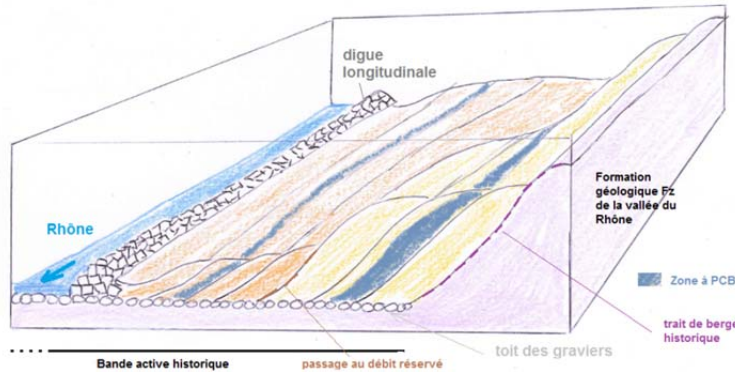 digue
longitudinale
Rhône
Formation
géologique Fz
de la vallée du
Rhône
Zone à PCB
trait de berge
historique
toit des graviers
Bande active historique
passage au débit réservé